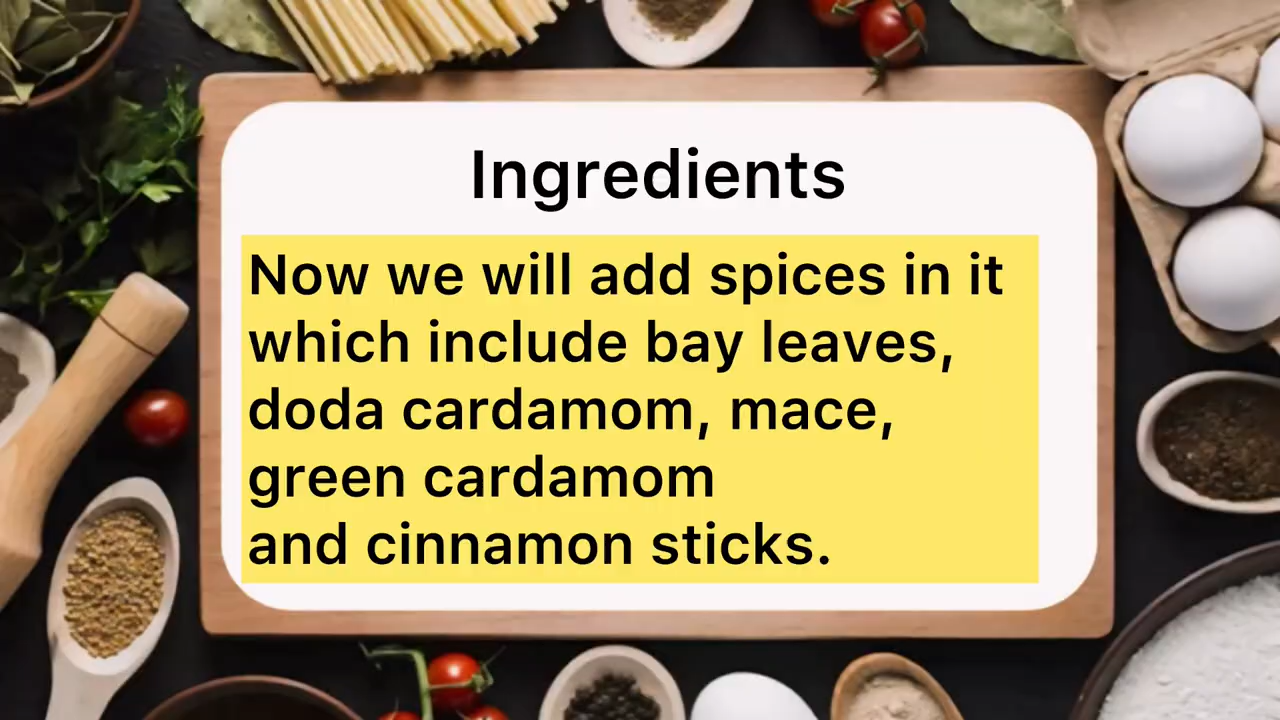 Ingredients
Now we will add spices in it
which include bay leaves,
doda cardamom, mace,
green cardamom
and cinnamon sticks.